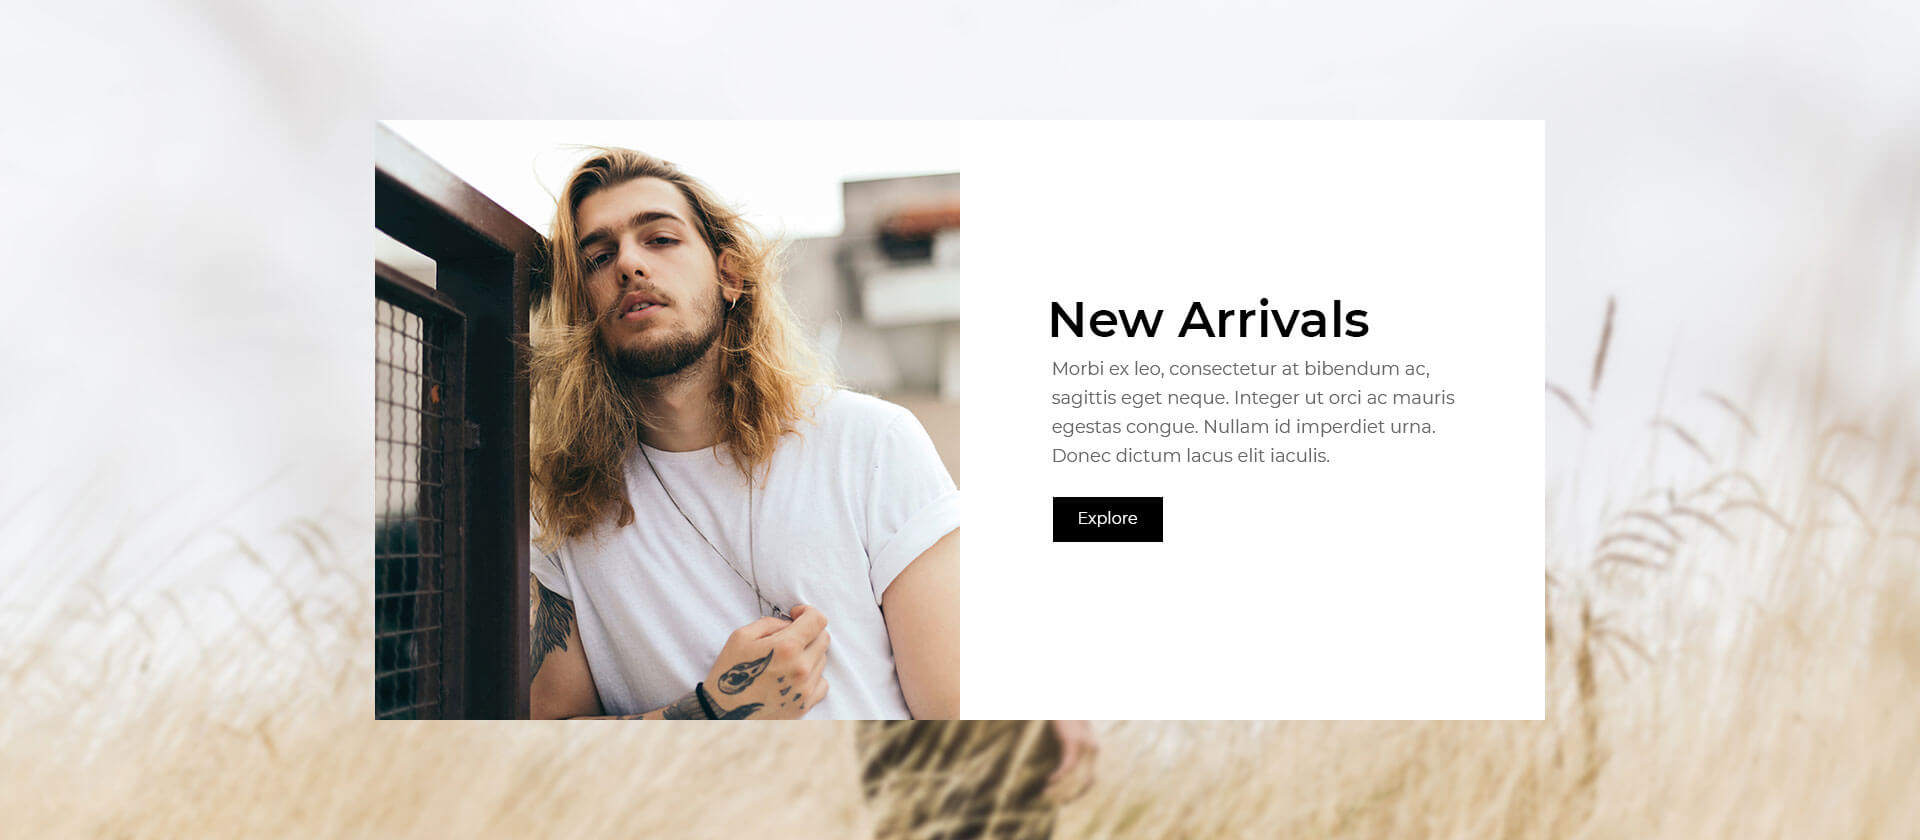 New Arrivals
Morbi ex leo, consectetur at bibendum ac,
sagittis eget neque. Integer ut orci ac mauris
egestas congue. Nullam id imperdiet urna.
Donec dictum lacus elit iaculis.
Explore